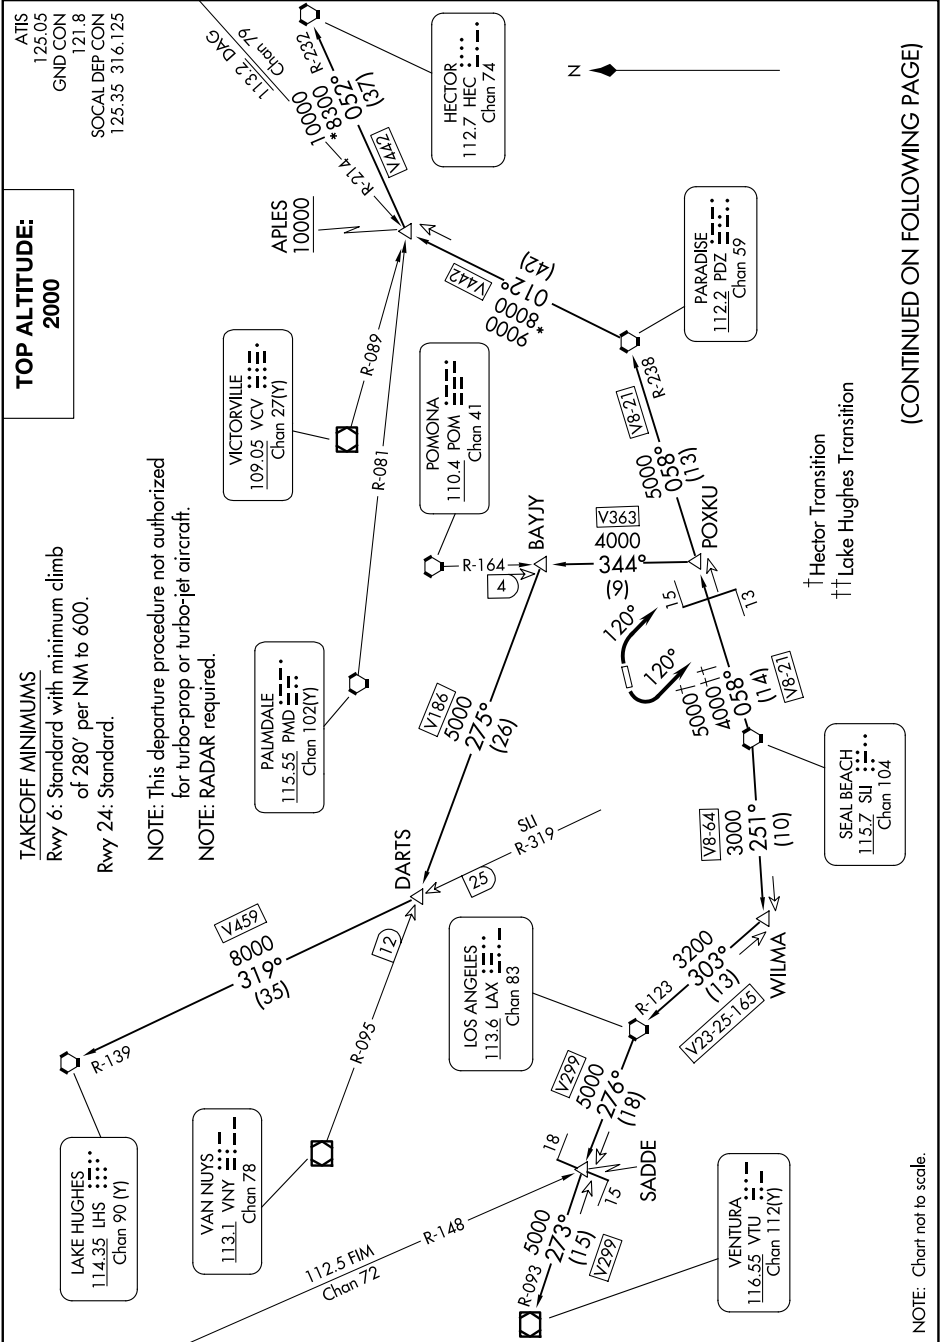 ATIS
125.05
GND CON
121.8
SOCAL DEP CON
125.35 316.125
TOP ALTITUDE:
2000
TAKEOFF MINIMUMS
Rwy 6: Standard with minimum climb
of 280' per NM to 600.
Rwy 24: Standard.
NOTE: This departure procedure not authorized
for turbo-prop or turbo-jet aircraft.
NOTE: RADAR required.
LAKE HUGHES
114.35 LHS
Chan 90 (Y)
R-139
V459
8000
319°
(35)
VAN NUYS
113.1 VNY
Chan 78
R-095
12
DARTS
25
SLI
R-319
V186
5000
275°
(26)
PALMDALE
115.55 PMD
Chan 102(Y)
R-081
VICTORVILLE
109.05 VCV
Chan 27(Y)
R-089
APLES
10000
113.2 DAG
Chan 79
R-214
10000
*8300
052°
(37)
R-232
V442
HECTOR
112.7 HEC
Chan 74
N
POMONA
110.4 POM
Chan 41
R-164
4
BAYJY
V363
4000
344°
(9)
V442
9000
*8000
012°
(42)
PARADISE
112.2 PDZ
Chan 59
R-238
V8-21
5000
058°
(13)
POXKU
15
13
120°
120°
5000†
4000††
058°
(14)
V8-21
SEAL BEACH
115.7 SLI
Chan 104
V8-64
3000
251°
(10)
WILMA
3200
303°
(13)
V23-25-165
R-123
LOS ANGELES
113.6 LAX
Chan 83
V299
5000
276°
(18)
18
15
SADDE
112.5 FIM
Chan 72
R-148
R-093
5000
273°
(15)
V299
VENTURA
116.55 VTU
Chan 112(Y)
† Hector Transition
†† Lake Hughes Transition
NOTE: Chart not to scale.
(CONTINUED ON FOLLOWING PAGE)